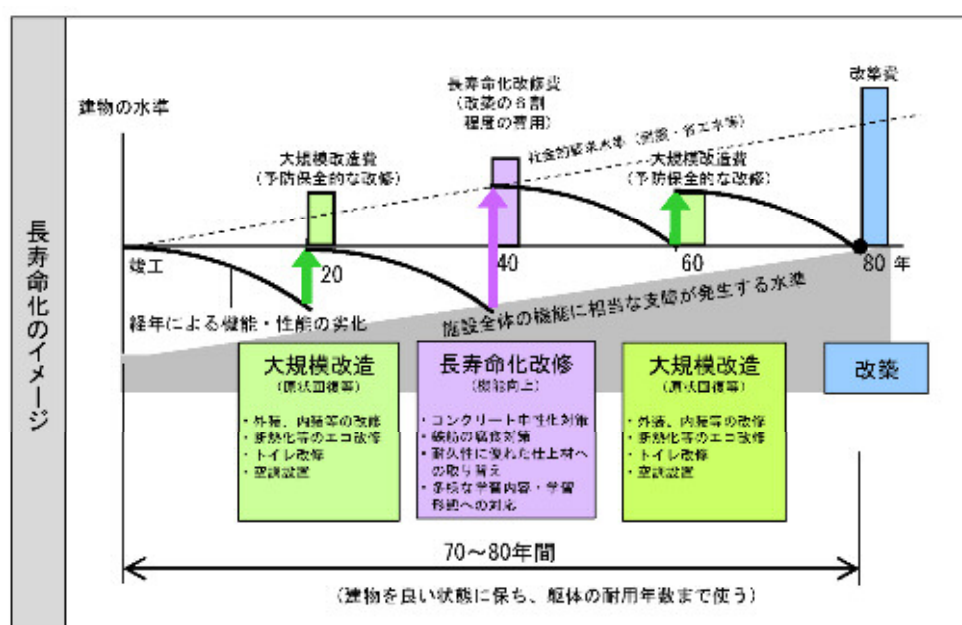 長寿命化のイメージ
建物の水準
長寿命化改修費
(改築の6割
程度の費用)
改築費
社会的要求水準(耐震・省エネ等)
大規模改造費
(予防保全的な改修)
大規模改造費
(予防保全的な改修)
竣工
20
40
60
80 年
経年による機能・性能の劣化
施設全体の機能に相当な支障が発生する水準
大規模改造
(原状回復等)
・外装、内装等の改修
・断熱化等のエコ改修
・トイレ改修
・空調設置
長寿命化改修
(機能向上)
・コンクリート中性化対策
・鉄筋の腐食対策
・耐久性に優れた仕上材へ
の取り替え
・多様な学習内容・学習
形態への対応
大規模改造
(原状回復等)
・外装、内装等の改修
・断熱化等のエコ改修
・トイレ改修
・空調設置
改築
70～80年間
(建物を良い状態に保ち、躯体の耐用年数まで使う)